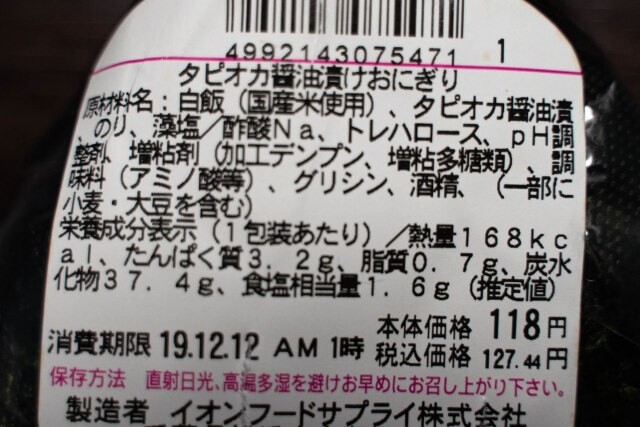 4992143075471 1
タピオカ醤油漬けおにぎり
原材料名：白飯（国産米使用）、タピオカ醤油漬
、のり、藻塩／酢酸Ｎａ、トレハロース、ｐＨ調
整剤、増粘剤（加工デンプン、増粘多糖類）、調
味料（アミノ酸等）、グリシン、酒精、（一部に
小麦・大豆を含む）
栄養成分表示（１包装あたり）／熱量１６８ｋｃ
ａｌ、たんぱく質３．２ｇ、脂質０．７ｇ、炭水
化物３７．４ｇ、食塩相当量１．６ｇ（推定値）
本体価格 118円
消費期限 19.12.12 AM 1時 税込価格 127.44円
保存方法 直射日光、高温多湿を避けお早めにお召し上がり下さい。
製造者 イオンフードサプライ株式会社